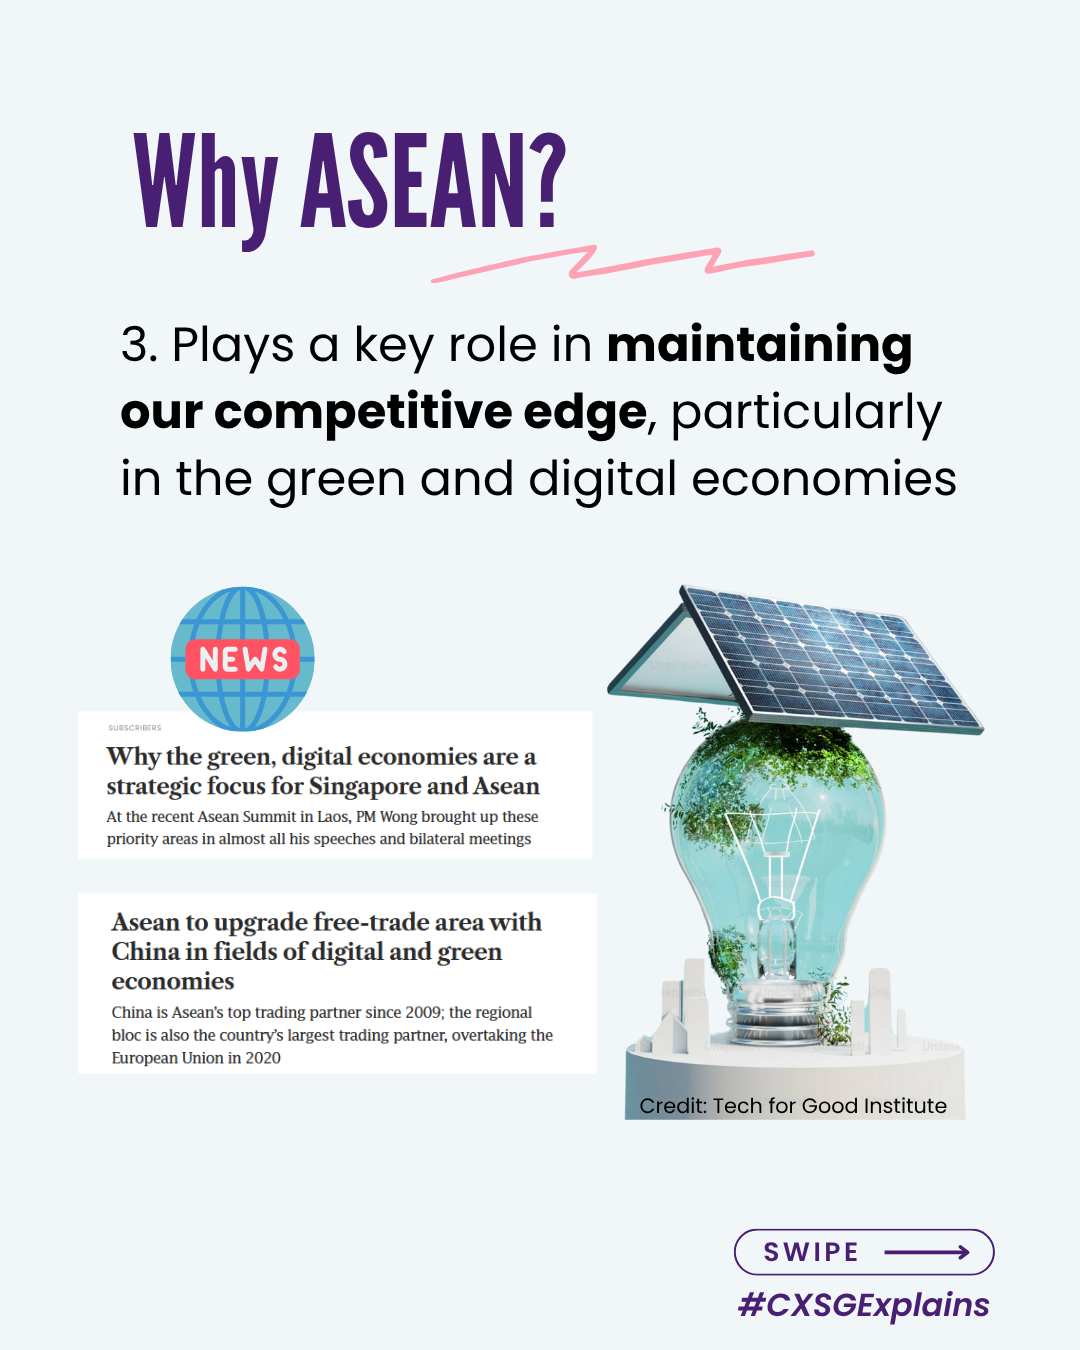 Why ASEAN?
3. Plays a key role in maintaining
our competitive edge, particularly
in the green and digital economies
NEWS
SUBSCRIBERS
Why the green, digital economies are a
strategic focus for Singapore and Asean
At the recent Asean Summit in Laos, PM Wong brought up these
priority areas in almost all his speeches and bilateral meetings
Asean to upgrade free-trade area with
China in fields of digital and green
economies
China is Asean's top trading partner since 2009; the regional
bloc is also the country's largest trading partner, overtaking the
European Union in 2020
Credit: Tech for Good Institute
SWIPE
#CXSGExplains